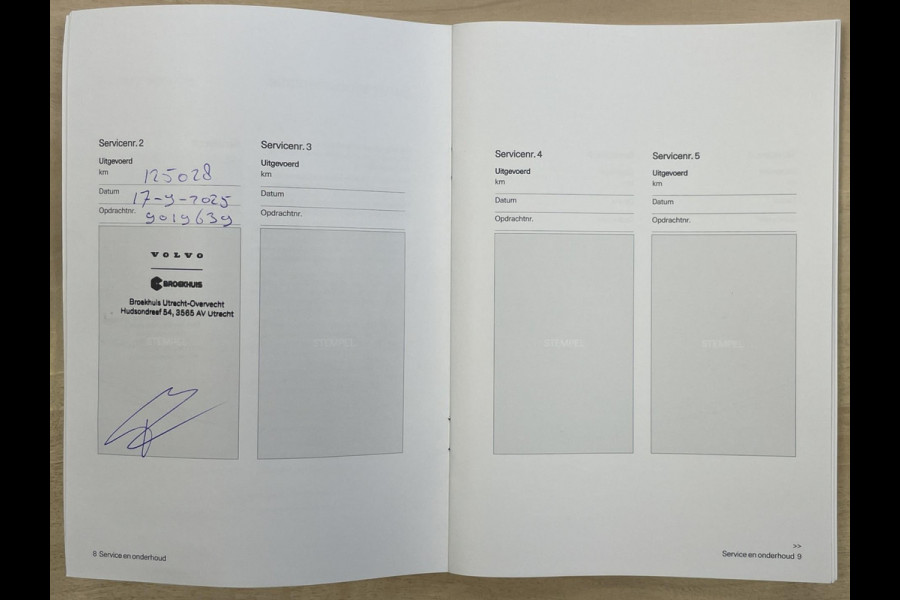 Servicenr. 2
Uitgevoerd
km 125028
Datum 17-9-2025
Opdrachtnr. 9019639
VOLVO
BROEKHUIS
Broekhuis Utrecht-Overvecht
Hudsondreef 54, 3565 AV Utrecht
STEMPEL
8 Service en onderhoud
Servicenr. 3
Uitgevoerd
km
Datum
Opdrachtnr.
STEMPEL
Servicenr. 4
Uitgevoerd
km
Datum
Opdrachtnr.
STEMPEL
Servicenr. 5
Uitgevoerd
km
Datum
Opdrachtnr.
STEMPEL
>>
Service en onderhoud 9